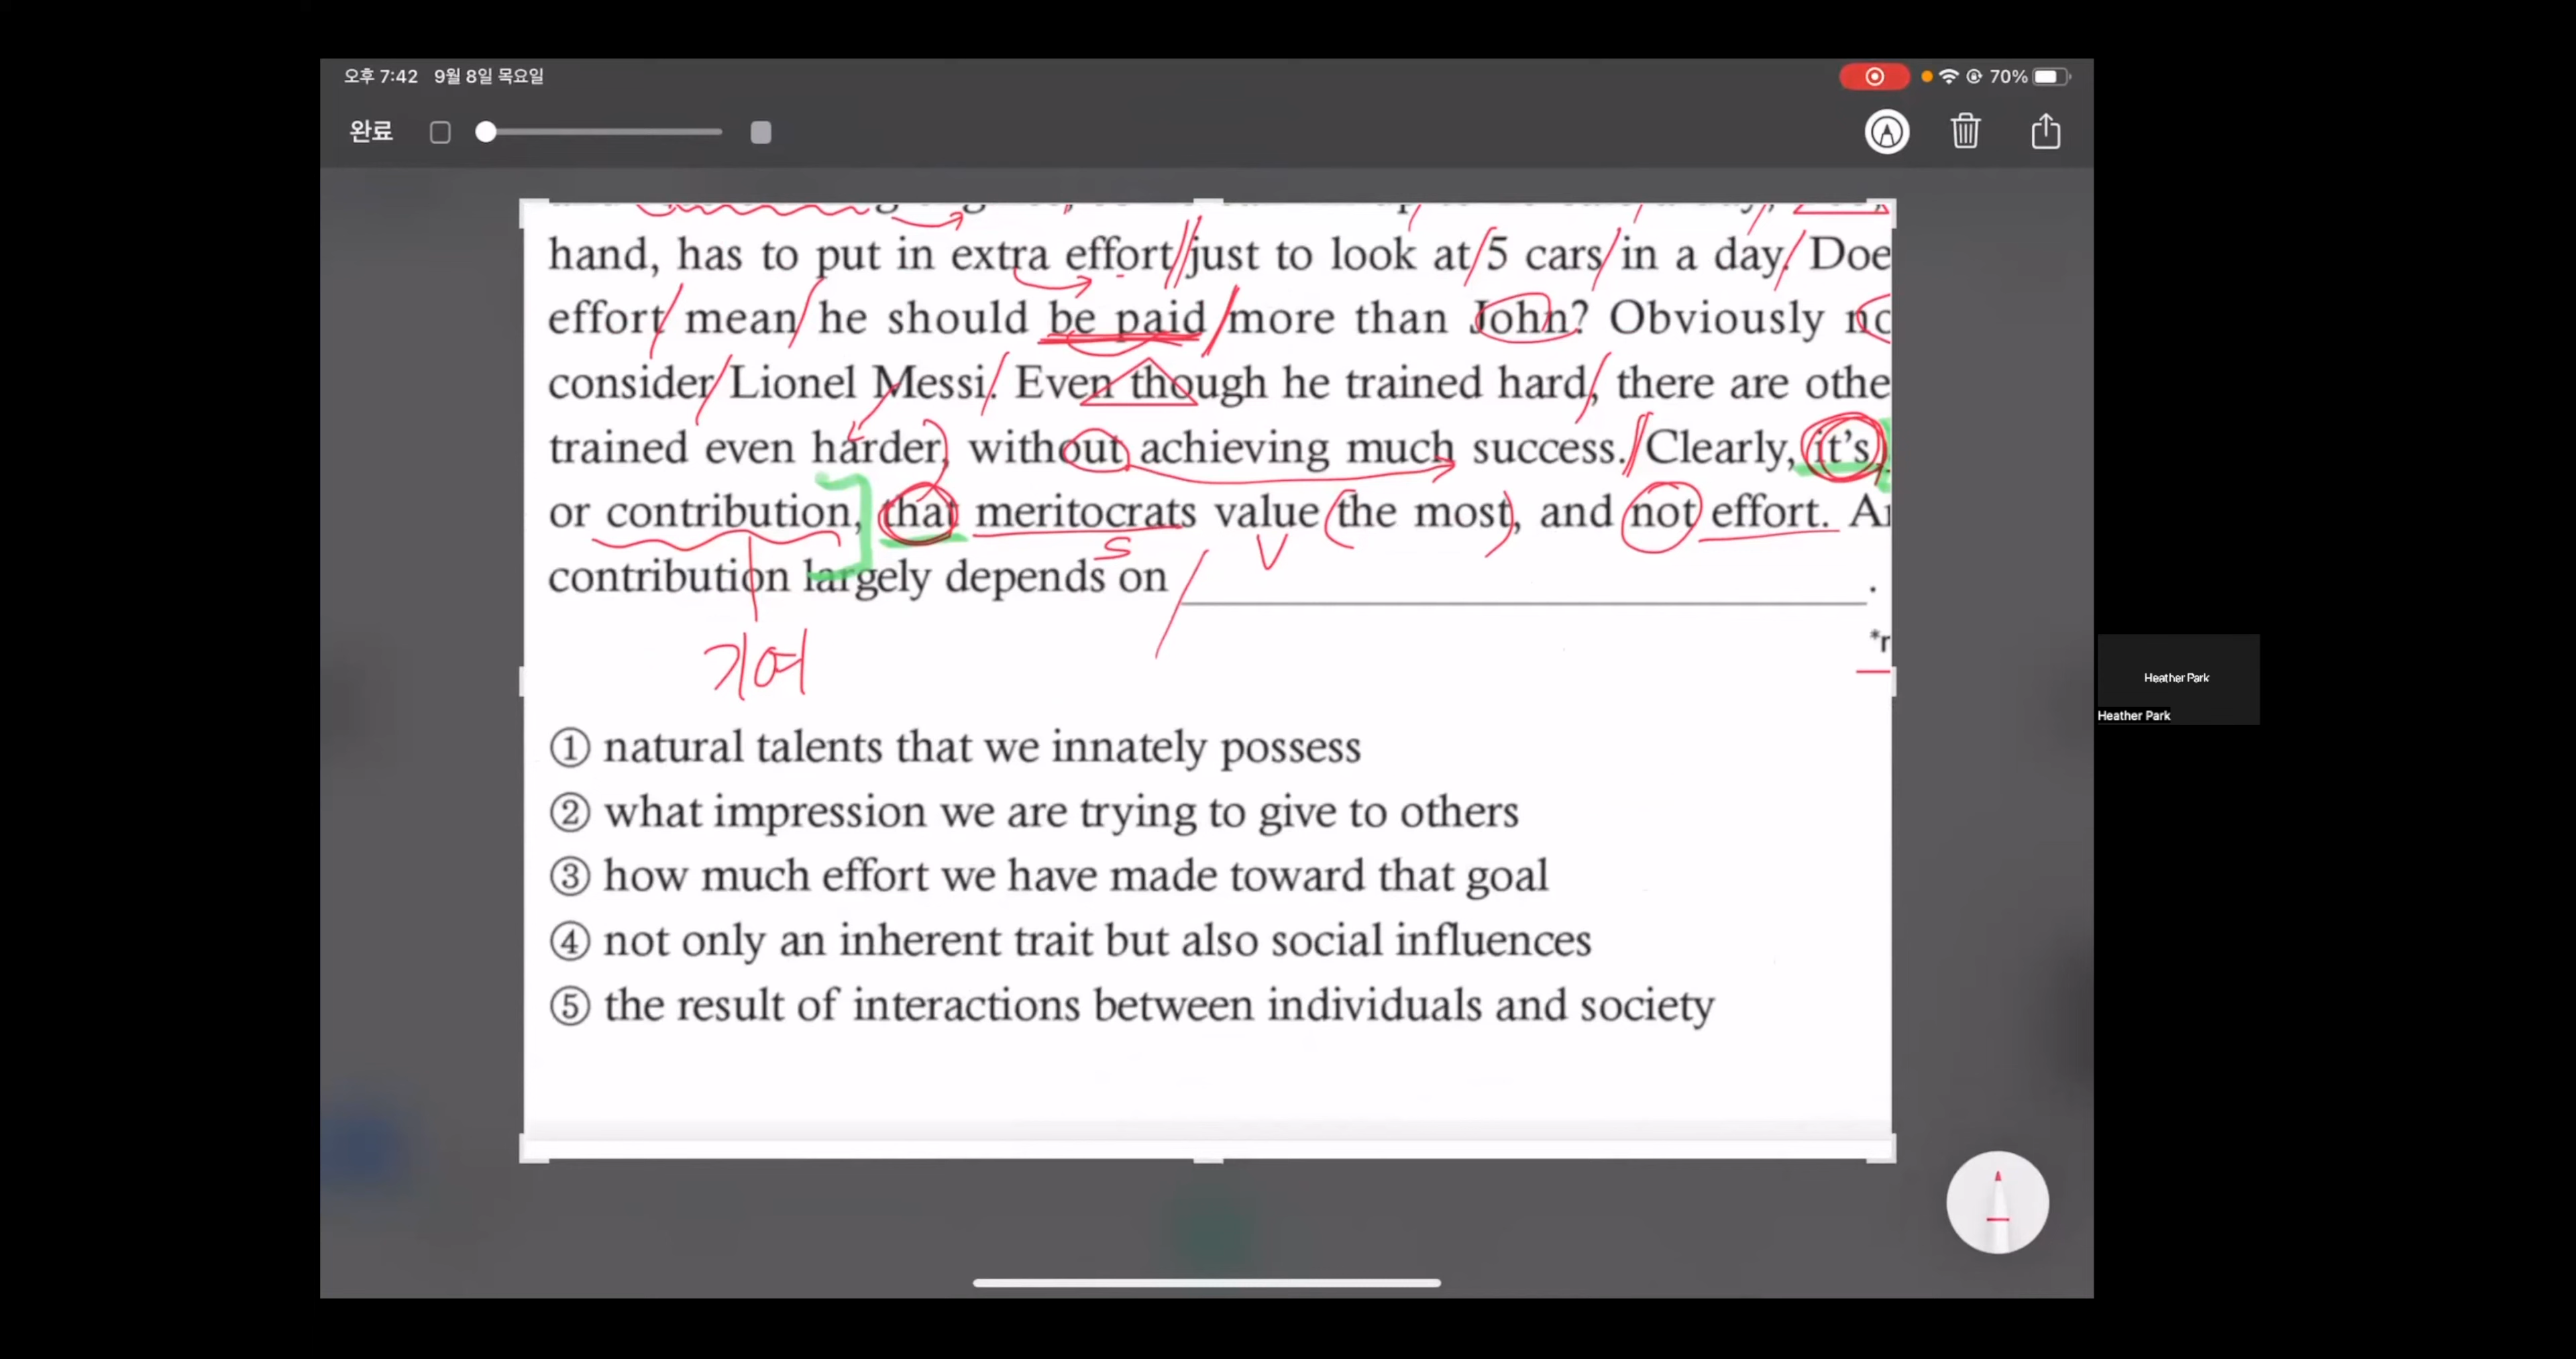 오후 7:42 9월 8일 목요일
70%
완료
hand, has to put in extra effort just to look at 5 cars in a day. Doe
effort mean he should be paid more than John? Obviously
consider Lionel Messi. Even though he trained hard, there are othe
trained even harder, without achieving much success. Clearly, it's
or contribution, that meritocrats value the most, and not effort.
S V
contribution largely depends on .
기여
① natural talents that we innately possess
② what impression we are trying to give to others
③ how much effort we have made toward that goal
④ not only an inherent trait but also social influences
⑤ the result of interactions between individuals and society
Heather Park
Heather Park